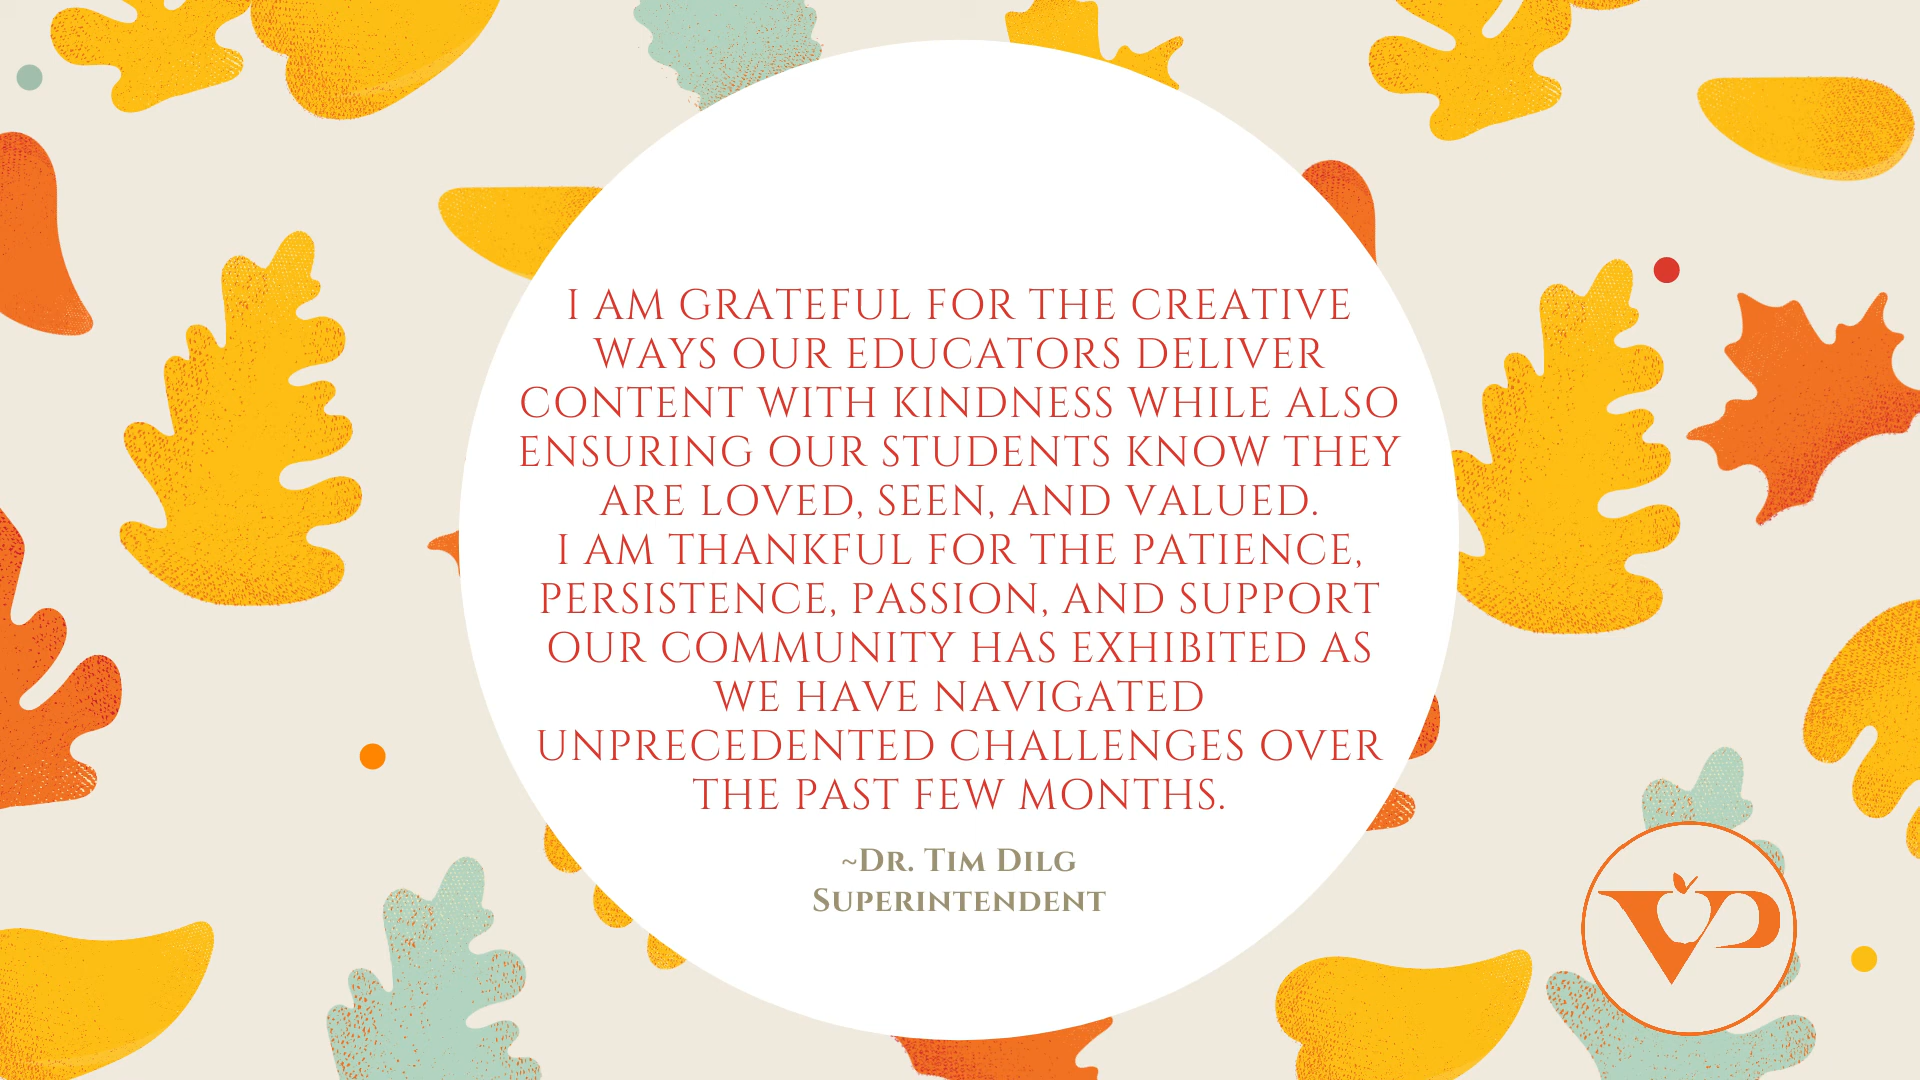 I AM GRATEFUL FOR THE CREATIVE
WAYS OUR EDUCATORS DELIVER
CONTENT WITH KINDNESS WHILE ALSO
ENSURING OUR STUDENTS KNOW THEY
ARE LOVED, SEEN, AND VALUED.
I AM THANKFUL FOR THE PATIENCE,
PERSISTENCE, PASSION, AND SUPPORT
OUR COMMUNITY HAS EXHIBITED AS
WE HAVE NAVIGATED
UNPRECEDENTED CHALLENGES OVER
THE PAST FEW MONTHS.
~Dr. Tim Dilg
Superintendent
VP